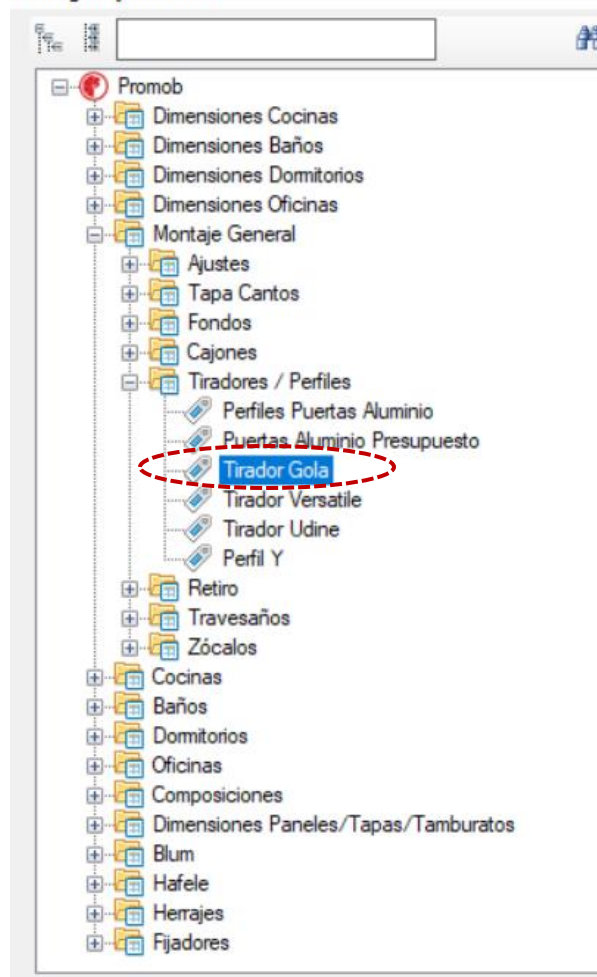 Promob
Dimensiones Cocinas
Dimensiones Baños
Dimensiones Dormitorios
Dimensiones Oficinas
Montaje General
Ajustes
Tapa Cantos
Fondos
Cajones
Tiradores / Perfiles
Perfiles Puertas Aluminio
Puertas Aluminio Presupuesto
Tirador Gola
Tirador Versatile
Tirador Udine
Perfil Y
Retiro
Travesaños
Zócalos
Cocinas
Baños
Dormitorios
Oficinas
Composiciones
Dimensiones Paneles/Tapas/Tamburatos
Blum
Hafele
Herrajes
Fijadores